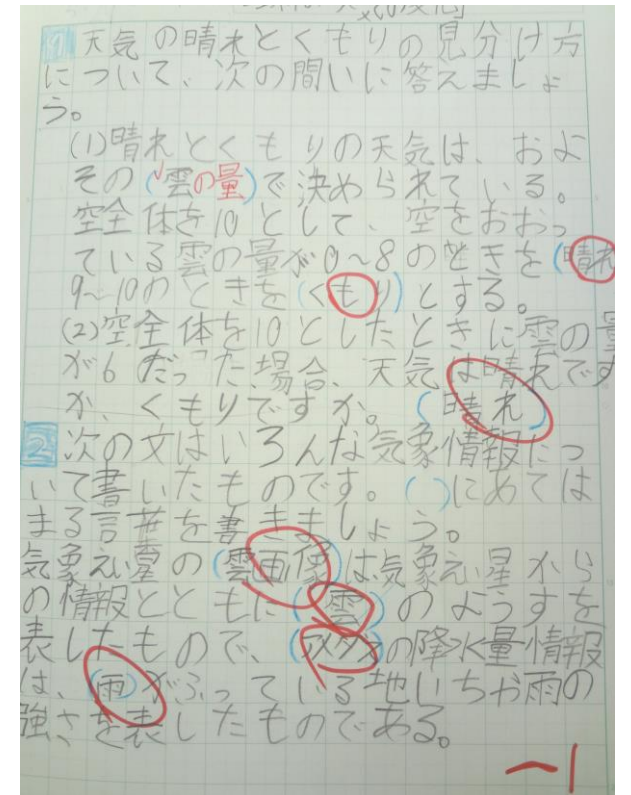 1 天気の晴れとくもりの見分け方
について、次の問いに答えましょ
う。
(1)晴れとくもりの天気は、およ
その(雲の量)で決められている。
空全体を10として、空をおおっ
ている雲の量が0〜8のときを(晴れ
9〜10のときを(くもり)とする。
(2)空全体を10としたときに雲の量
が6だった場合、天気は晴れです
か、くもりですか。(晴れ)
2 次の文はいろんな気象情報につ
いて書いたものです。( )にあては
まる言葉を書きましょう。
気象えい星の(雲画像)は気象えい星から
の情報とともに(雲)のようすを
表したもので、(アメダス)の降水量情報
は、(雨)がふっている地いちや雨の
強さを表したものである。
-1